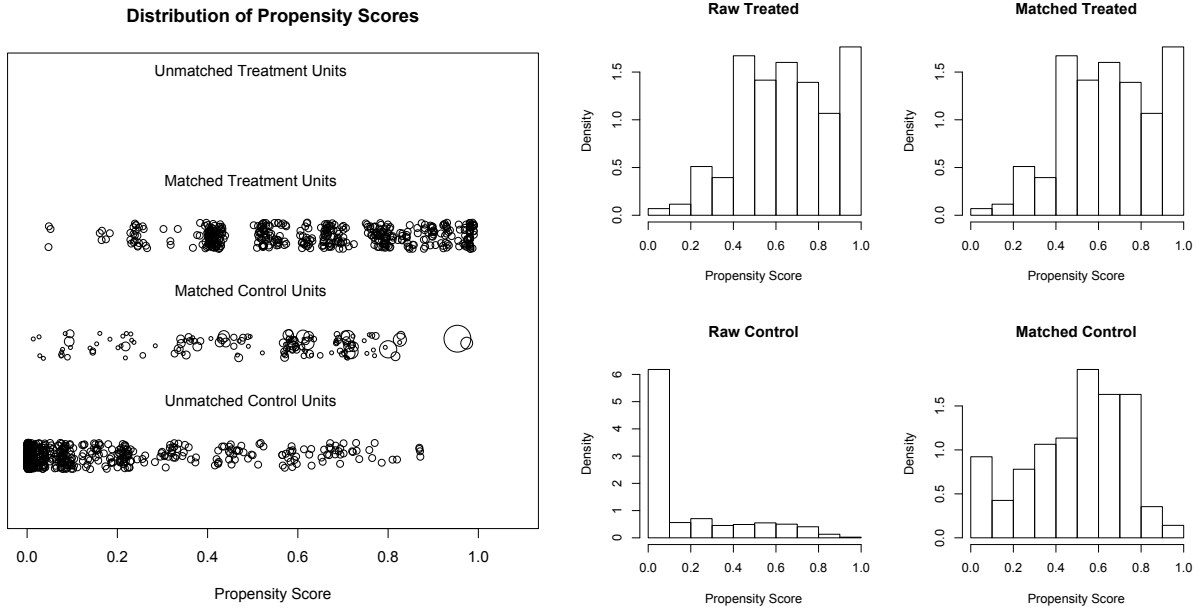 Distribution of Propensity Scores
Unmatched Treatment Units
Matched Treatment Units
Matched Control Units
Unmatched Control Units
0.0 0.2 0.4 0.6 0.8 1.0
Propensity Score
Raw Treated
Density
0.0 0.5 1.0 1.5
0.0 0.2 0.4 0.6 0.8 1.0
Propensity Score
Matched Treated
Density
0.0 0.5 1.0 1.5
0.0 0.2 0.4 0.6 0.8 1.0
Propensity Score
Raw Control
Density
0 1 2 3 4 5 6
0.0 0.2 0.4 0.6 0.8 1.0
Propensity Score
Matched Control
Density
0.0 0.5 1.0 1.5
0.0 0.2 0.4 0.6 0.8 1.0
Propensity Score